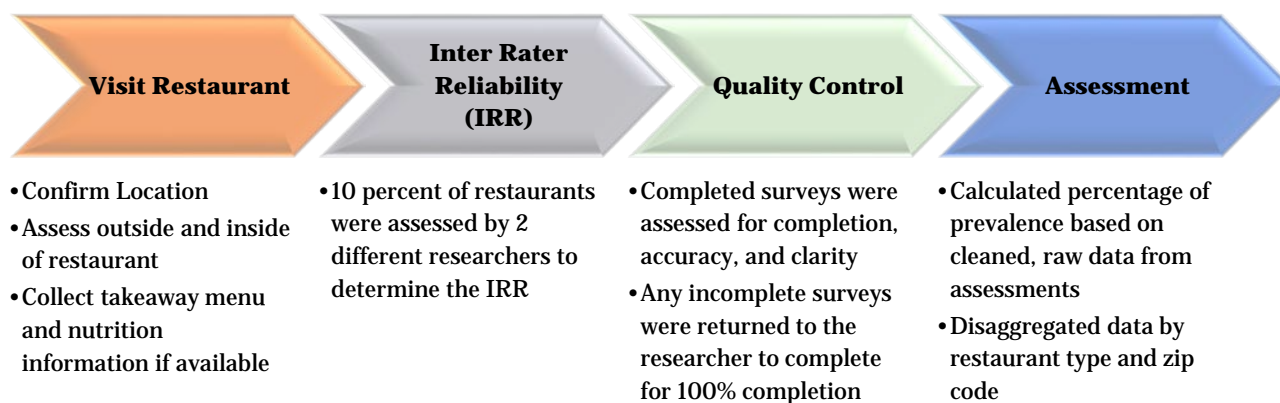 Visit Restaurant
•Confirm Location
•Assess outside and inside
of restaurant
•Collect takeaway menu
and nutrition
information if available
Inter Rater
Reliability
(IRR)
•10 percent of restaurants
were assessed by 2
different researchers to
determine the IRR
Quality Control
•Completed surveys were
assessed for completion,
accuracy, and clarity
•Any incomplete surveys
were returned to the
researcher to complete
for 100% completion
Assessment
•Calculated percentage of
prevalence based on
cleaned, raw data from
assessments
•Disaggregated data by
restaurant type and zip
code